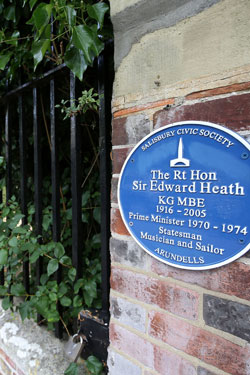 SALISBURY CIVIC SOCIETY
The Rt Hon
Sir Edward Heath
KG MBE
1916 - 2005
Prime Minister 1970 - 1974
Statesman
Musician and Sailor
ARUNDELLS